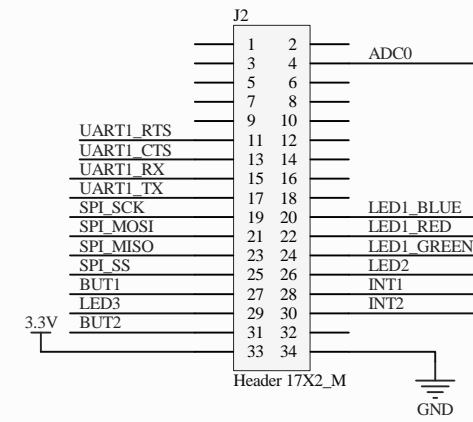 J2
1 2
ADC0
3 4
5 6
7 8
9 10
UART1_RTS
11 12
UART1_CTS
13 14
UART1_RX
15 16
UART1_TX
17 18
SPI_SCK 19 20 LED1_BLUE
SPI_MOSI 21 22 LED1_RED
SPI_MISO 23 24 LED1_GREEN
SPI_SS 25 26 LED2
BUT1 27 28 INT1
LED3 29 30 INT2
3.3V BUT2 31 32
33 34
Header 17X2_M
GND